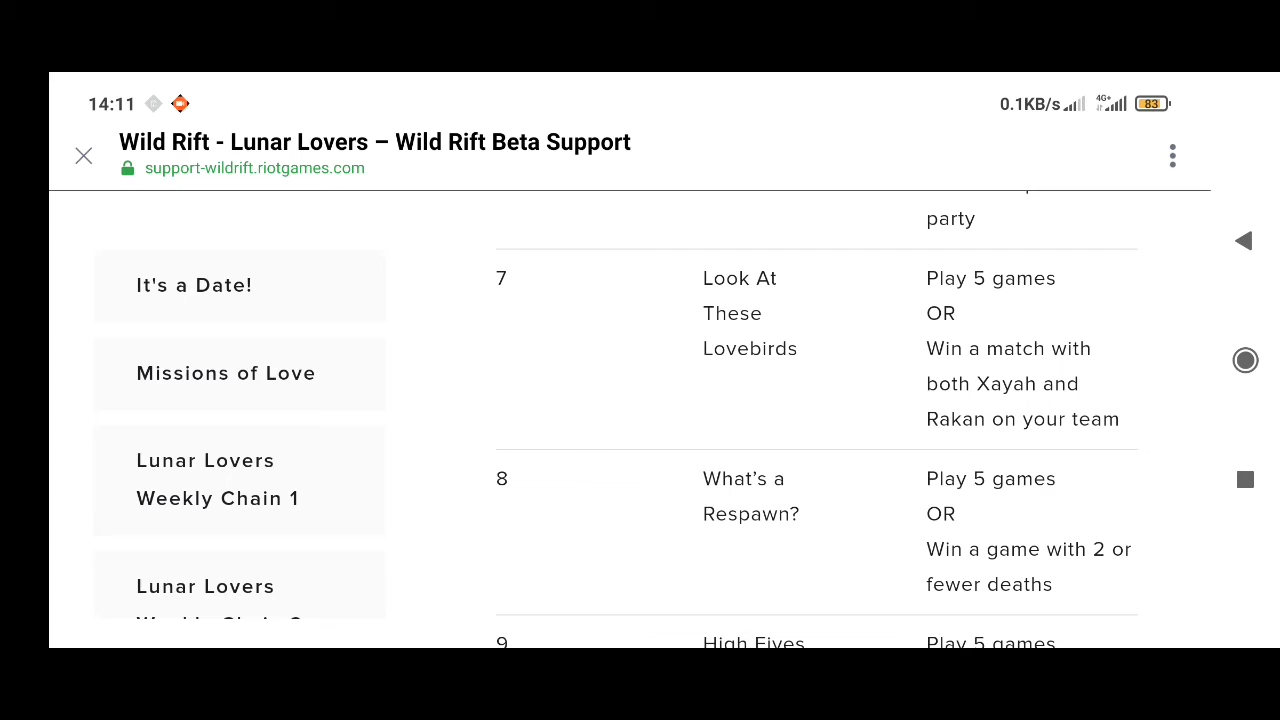 14:11
0.1KB/s 4G+ 83
Wild Rift - Lunar Lovers – Wild Rift Beta Support
support-wildrift.riotgames.com
party
It's a Date!
Missions of Love
Lunar Lovers
Weekly Chain 1
Lunar Lovers
7
Look At
These
Lovebirds
Play 5 games
OR
Win a match with
both Xayah and
Rakan on your team
8
What’s a
Respawn?
Play 5 games
OR
Win a game with 2 or
fewer deaths
9
High Fives
Play 5 games